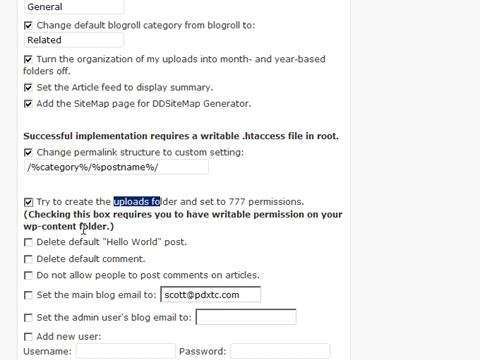 General
Change default blogroll category from blogroll to:
Related
Turn the organization of my uploads into month- and year-based
folders off.
Set the Article feed to display summary.
Add the SiteMap page for DDSiteMap Generator.
Successful implementation requires a writable .htaccess file in root.
Change permalink structure to custom setting:
/%category%/%postname%/
Try to create the uploads folder and set to 777 permissions.
(Checking this box requires you to have writable permission on your
wp-content folder.)
Delete default "Hello World" post.
Delete default comment.
Do not allow people to post comments on articles.
Set the main blog email to: scott@pdxtc.com
Set the admin user's blog email to:
Add new user:
Username: Password: